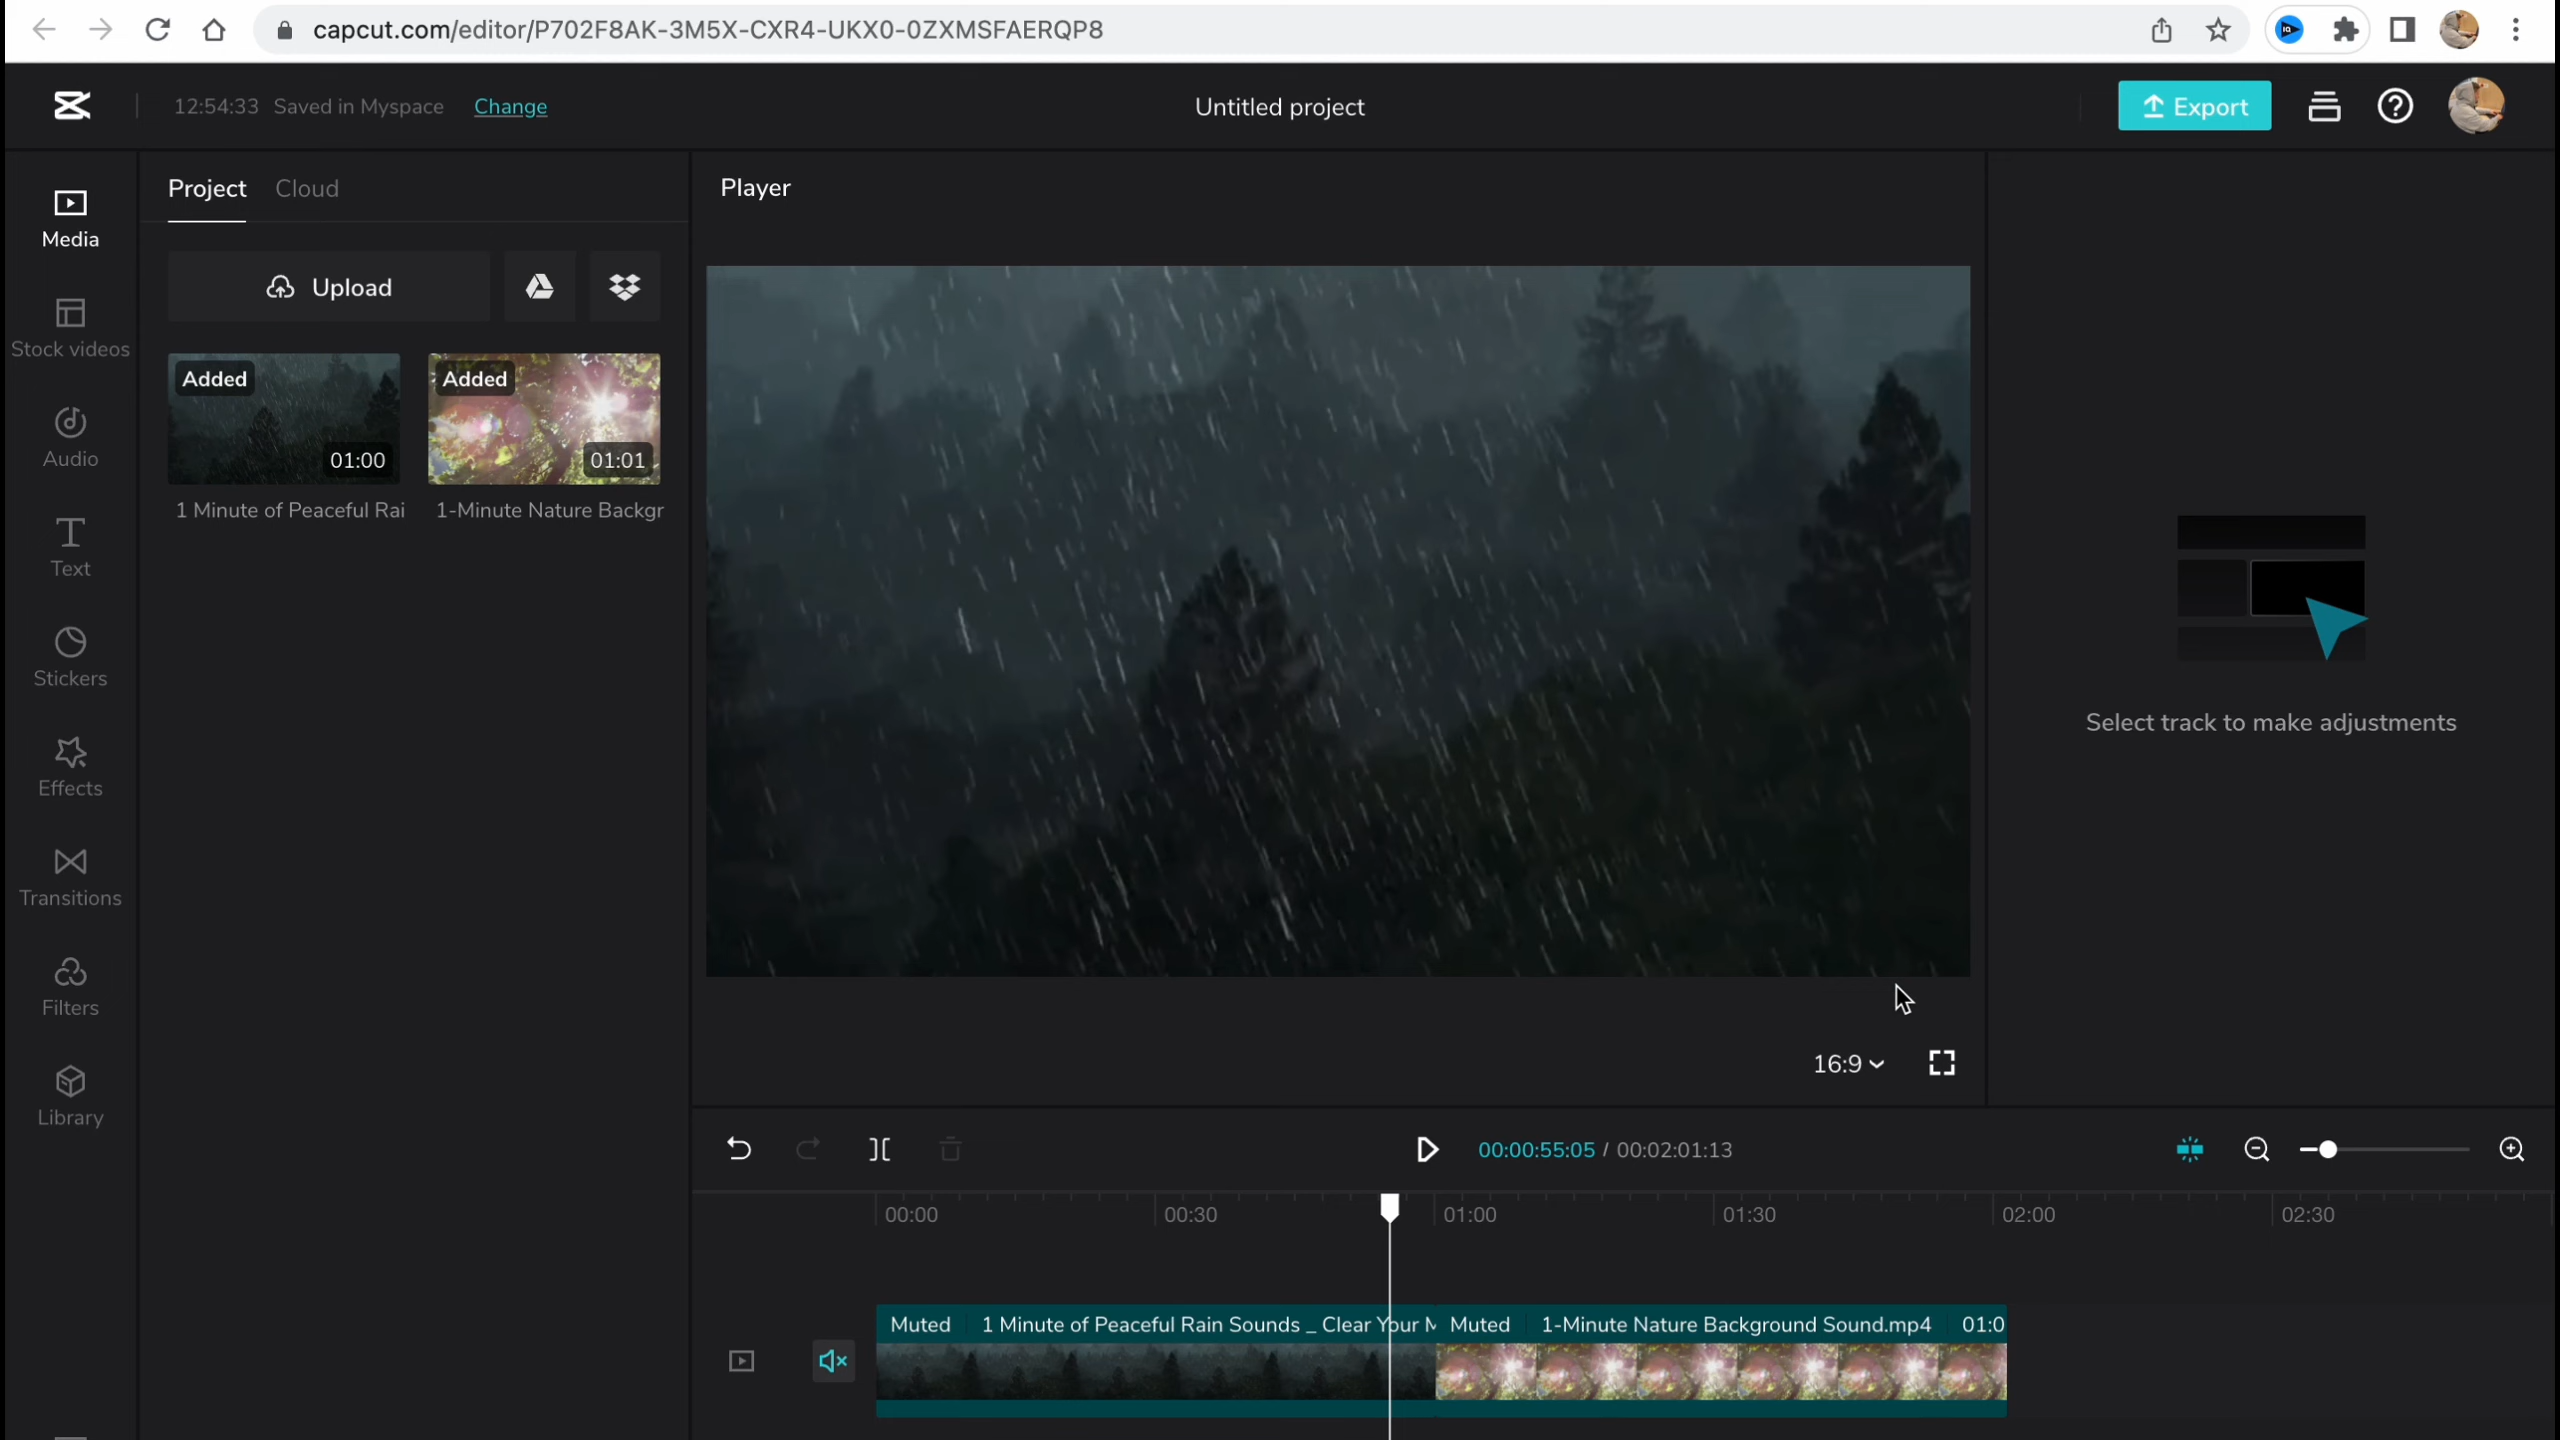 capcut.com/editor/P702F8AK-3M5X-CXR4-UKX0-0ZXMSFAERQP8
12:54:33 Saved in Myspace Change
Untitled project
Export
Media
Stock videos
Audio
Text
Stickers
Effects
Transitions
Filters
Library
Project Cloud
Upload
Added
01:00
1 Minute of Peaceful Rai
Added
01:01
1-Minute Nature Backgr
Player
16:9
Select track to make adjustments
00:00:55:05 / 00:02:01:13
00:00 00:30 01:00 01:30 02:00 02:30
Muted 1 Minute of Peaceful Rain Sounds _ Clear Your M Muted 1-Minute Nature Background Sound.mp4 01:0